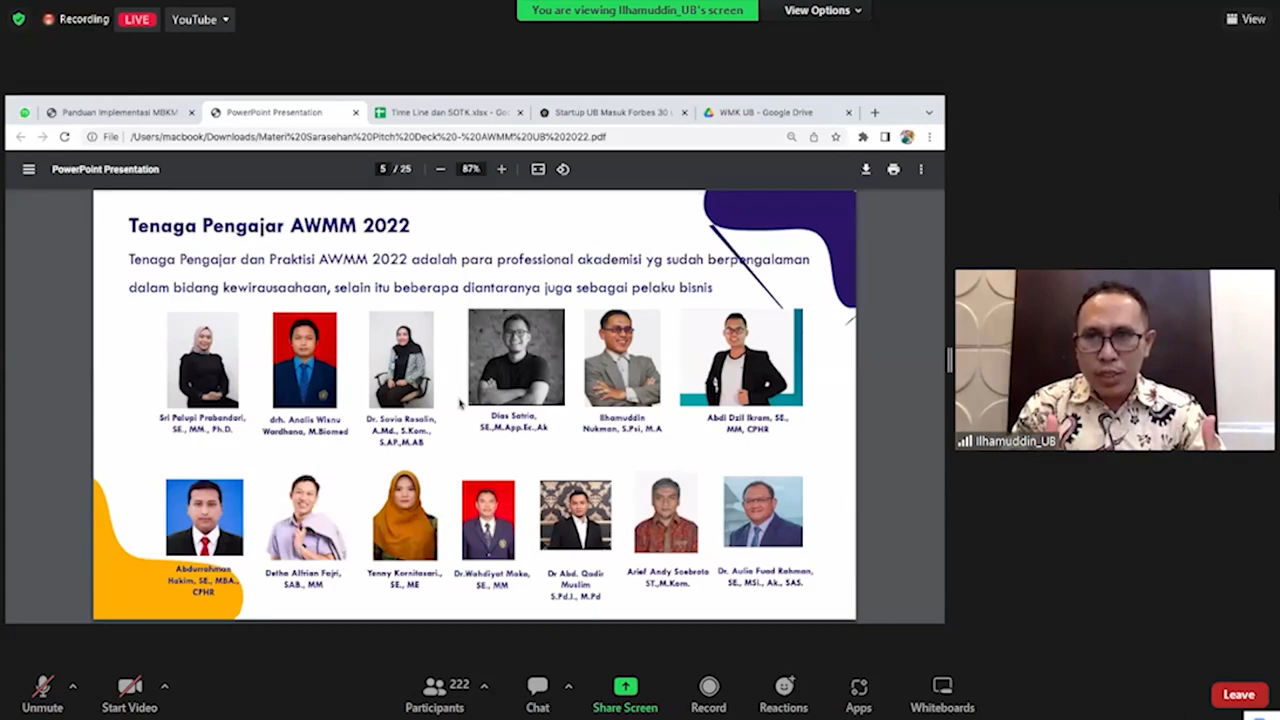 Recording
LIVE
YouTube
You are viewing Ilhamuddin_UB's screen
View Options
View
Panduan Implementasi MBKM
PowerPoint Presentation
Time Line dan SOTK.xlsx - Go
Startup UB Masuk Forbes 30
WMK UB - Google Drive
File
/Users/macbook/Downloads/Materi%20Sarasehan%20Pitch%20Deck%20-%20AWMM%20UB%202022.pdf
PowerPoint Presentation
5 / 25
87%
Tenaga Pengajar AWMM 2022
Tenaga Pengajar dan Praktisi AWMM 2022 adalah para professional akademisi yg sudah berpengalaman
dalam bidang kewirausaahaan, selain itu beberapa diantaranya juga sebagai pelaku bisnis
Sri Palupi Prabandari,
SE., MM., Ph.D.
drh. Analis Wisnu
Wardhana, M.Biomed
Dr. Sovia Rosalin,
A.Md., S.Kom.,
S.AP.,M.AB
Dias Satria,
SE.,M.App.Ec.,Ak
Ilhamuddin
Nukman, S.Psi, M.A
Abdi Dzil Ikram, SE.,
MM, CPHR
Abdurrahman
Hakim, SE., MBA.,
CPHR
Detha Alfrian Fajri,
SAB., MM
Yenny Kornitasari.,
SE., ME
Dr.Wahdiyat Moko,
SE., MM
Dr Abd. Qadir
Muslim
S.Pd.I., M.Pd
Arief Andy Soebroto
ST.,M.Kom.
Dr. Aulia Fuad Rahman,
SE., MSi., Ak., SAS.
Ilhamuddin_UB
Unmute
Start Video
222
Participants
Chat
Share Screen
Record
Reactions
Apps
Whiteboards
Leave